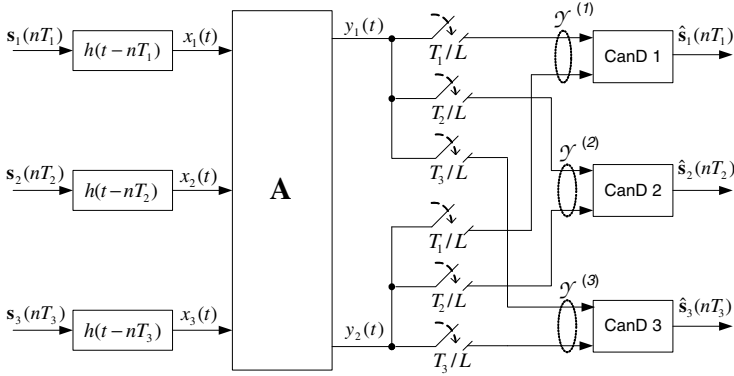 s₁(nT₁) h(t−nT₁) x₁(t)
s₂(nT₂) h(t−nT₂) x₂(t)
s₃(nT₃) h(t−nT₃) x₃(t)
A
y₁(t)
T₁/L
T₂/L
T₃/L
T₁/L
T₂/L
y₂(t)
T₃/L
𝒴⁽¹⁾
CanD 1 ŝ₁(nT₁)
𝒴⁽²⁾
CanD 2 ŝ₂(nT₂)
𝒴⁽³⁾
CanD 3 ŝ₃(nT₃)